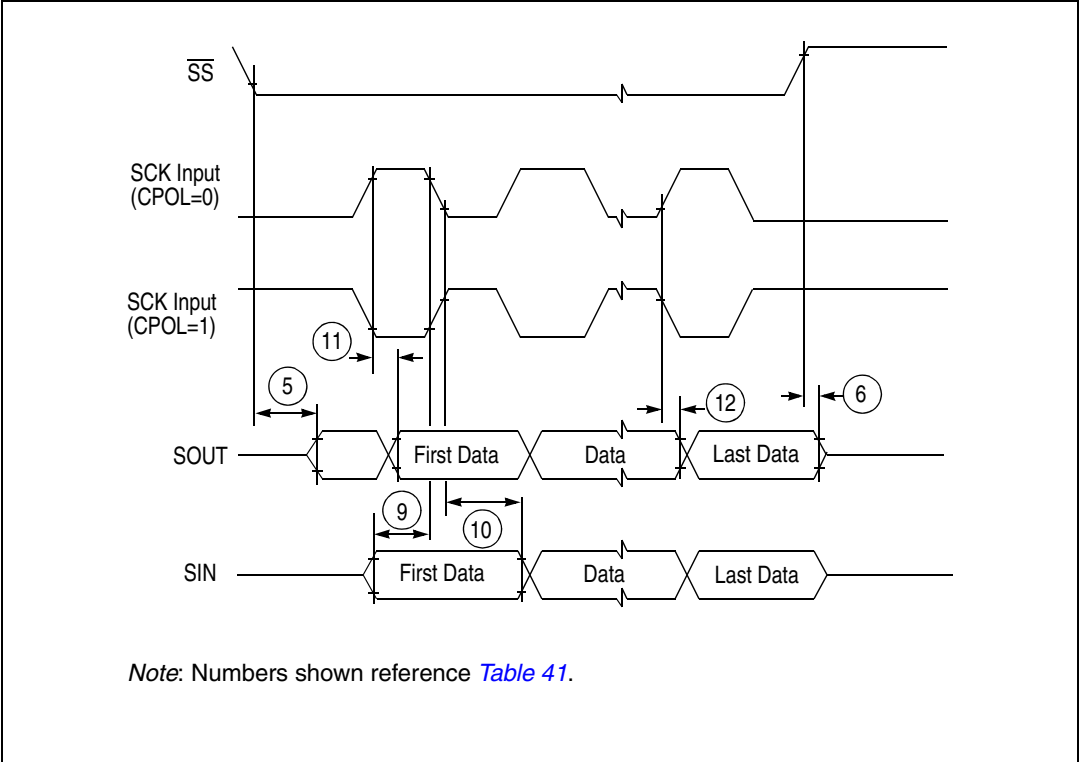 SS
SCK Input
(CPOL=0)
SCK Input
(CPOL=1)
11
5
12
6
SOUT
First Data
Data
Last Data
9
10
SIN
First Data
Data
Last Data
Note: Numbers shown reference Table 41.